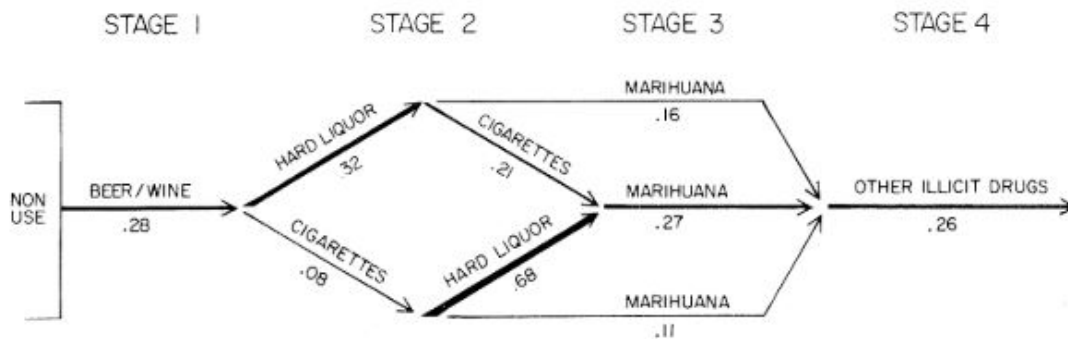 STAGE 1
STAGE 2
STAGE 3
STAGE 4
NON
USE
BEER/WINE
.28
HARD LIQUOR
.32
CIGARETTES
.08
CIGARETTES
.21
HARD LIQUOR
.68
MARIHUANA
.16
MARIHUANA
.27
MARIHUANA
.11
OTHER ILLICIT DRUGS
.26